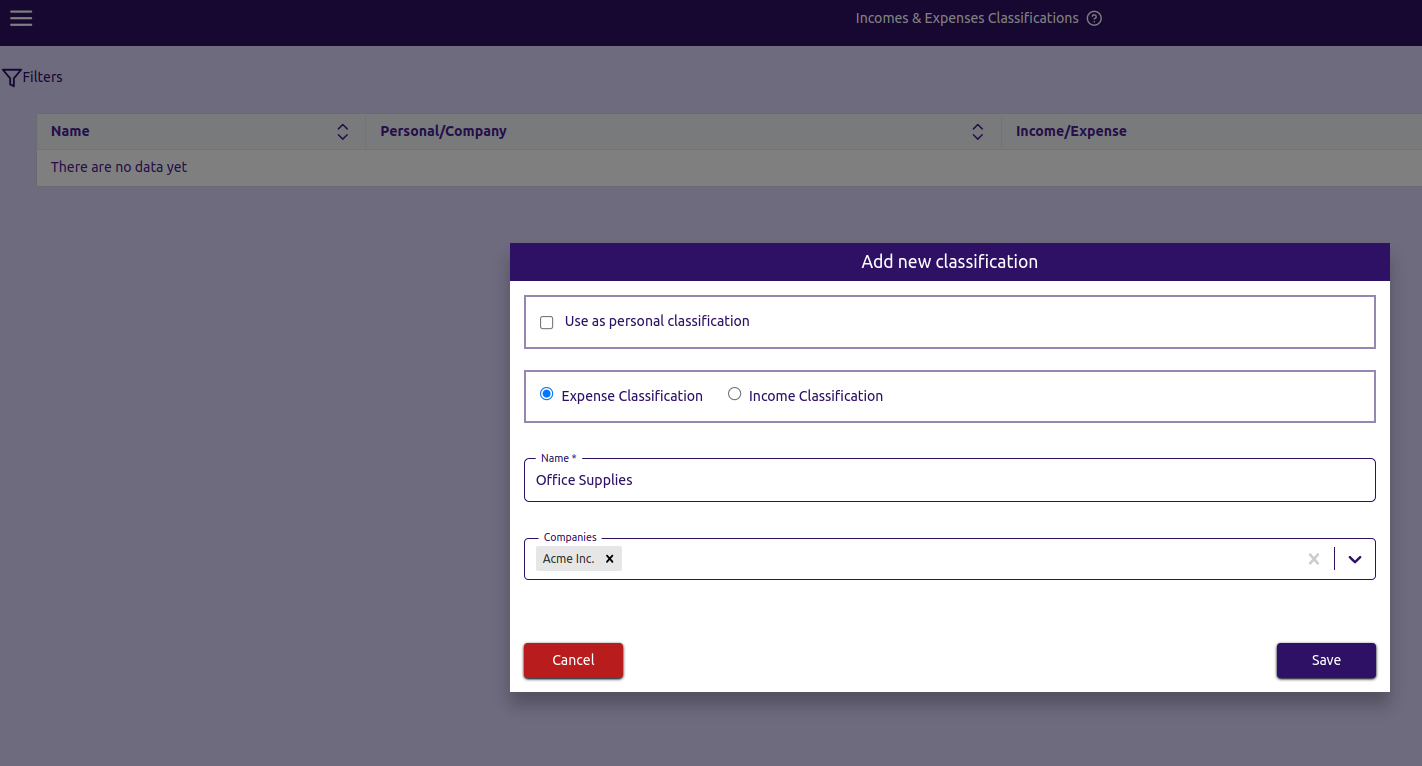 Incomes & Expenses Classifications
Filters
Name Personal/Company Income/Expense
There are no data yet
Add new classification
Use as personal classification
Expense Classification Income Classification
Name *
Office Supplies
Companies
Acme Inc.
Cancel Save